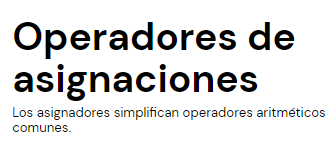 Operadores de
asignaciones
Los asignadores simplifican operadores aritméticos
comunes.